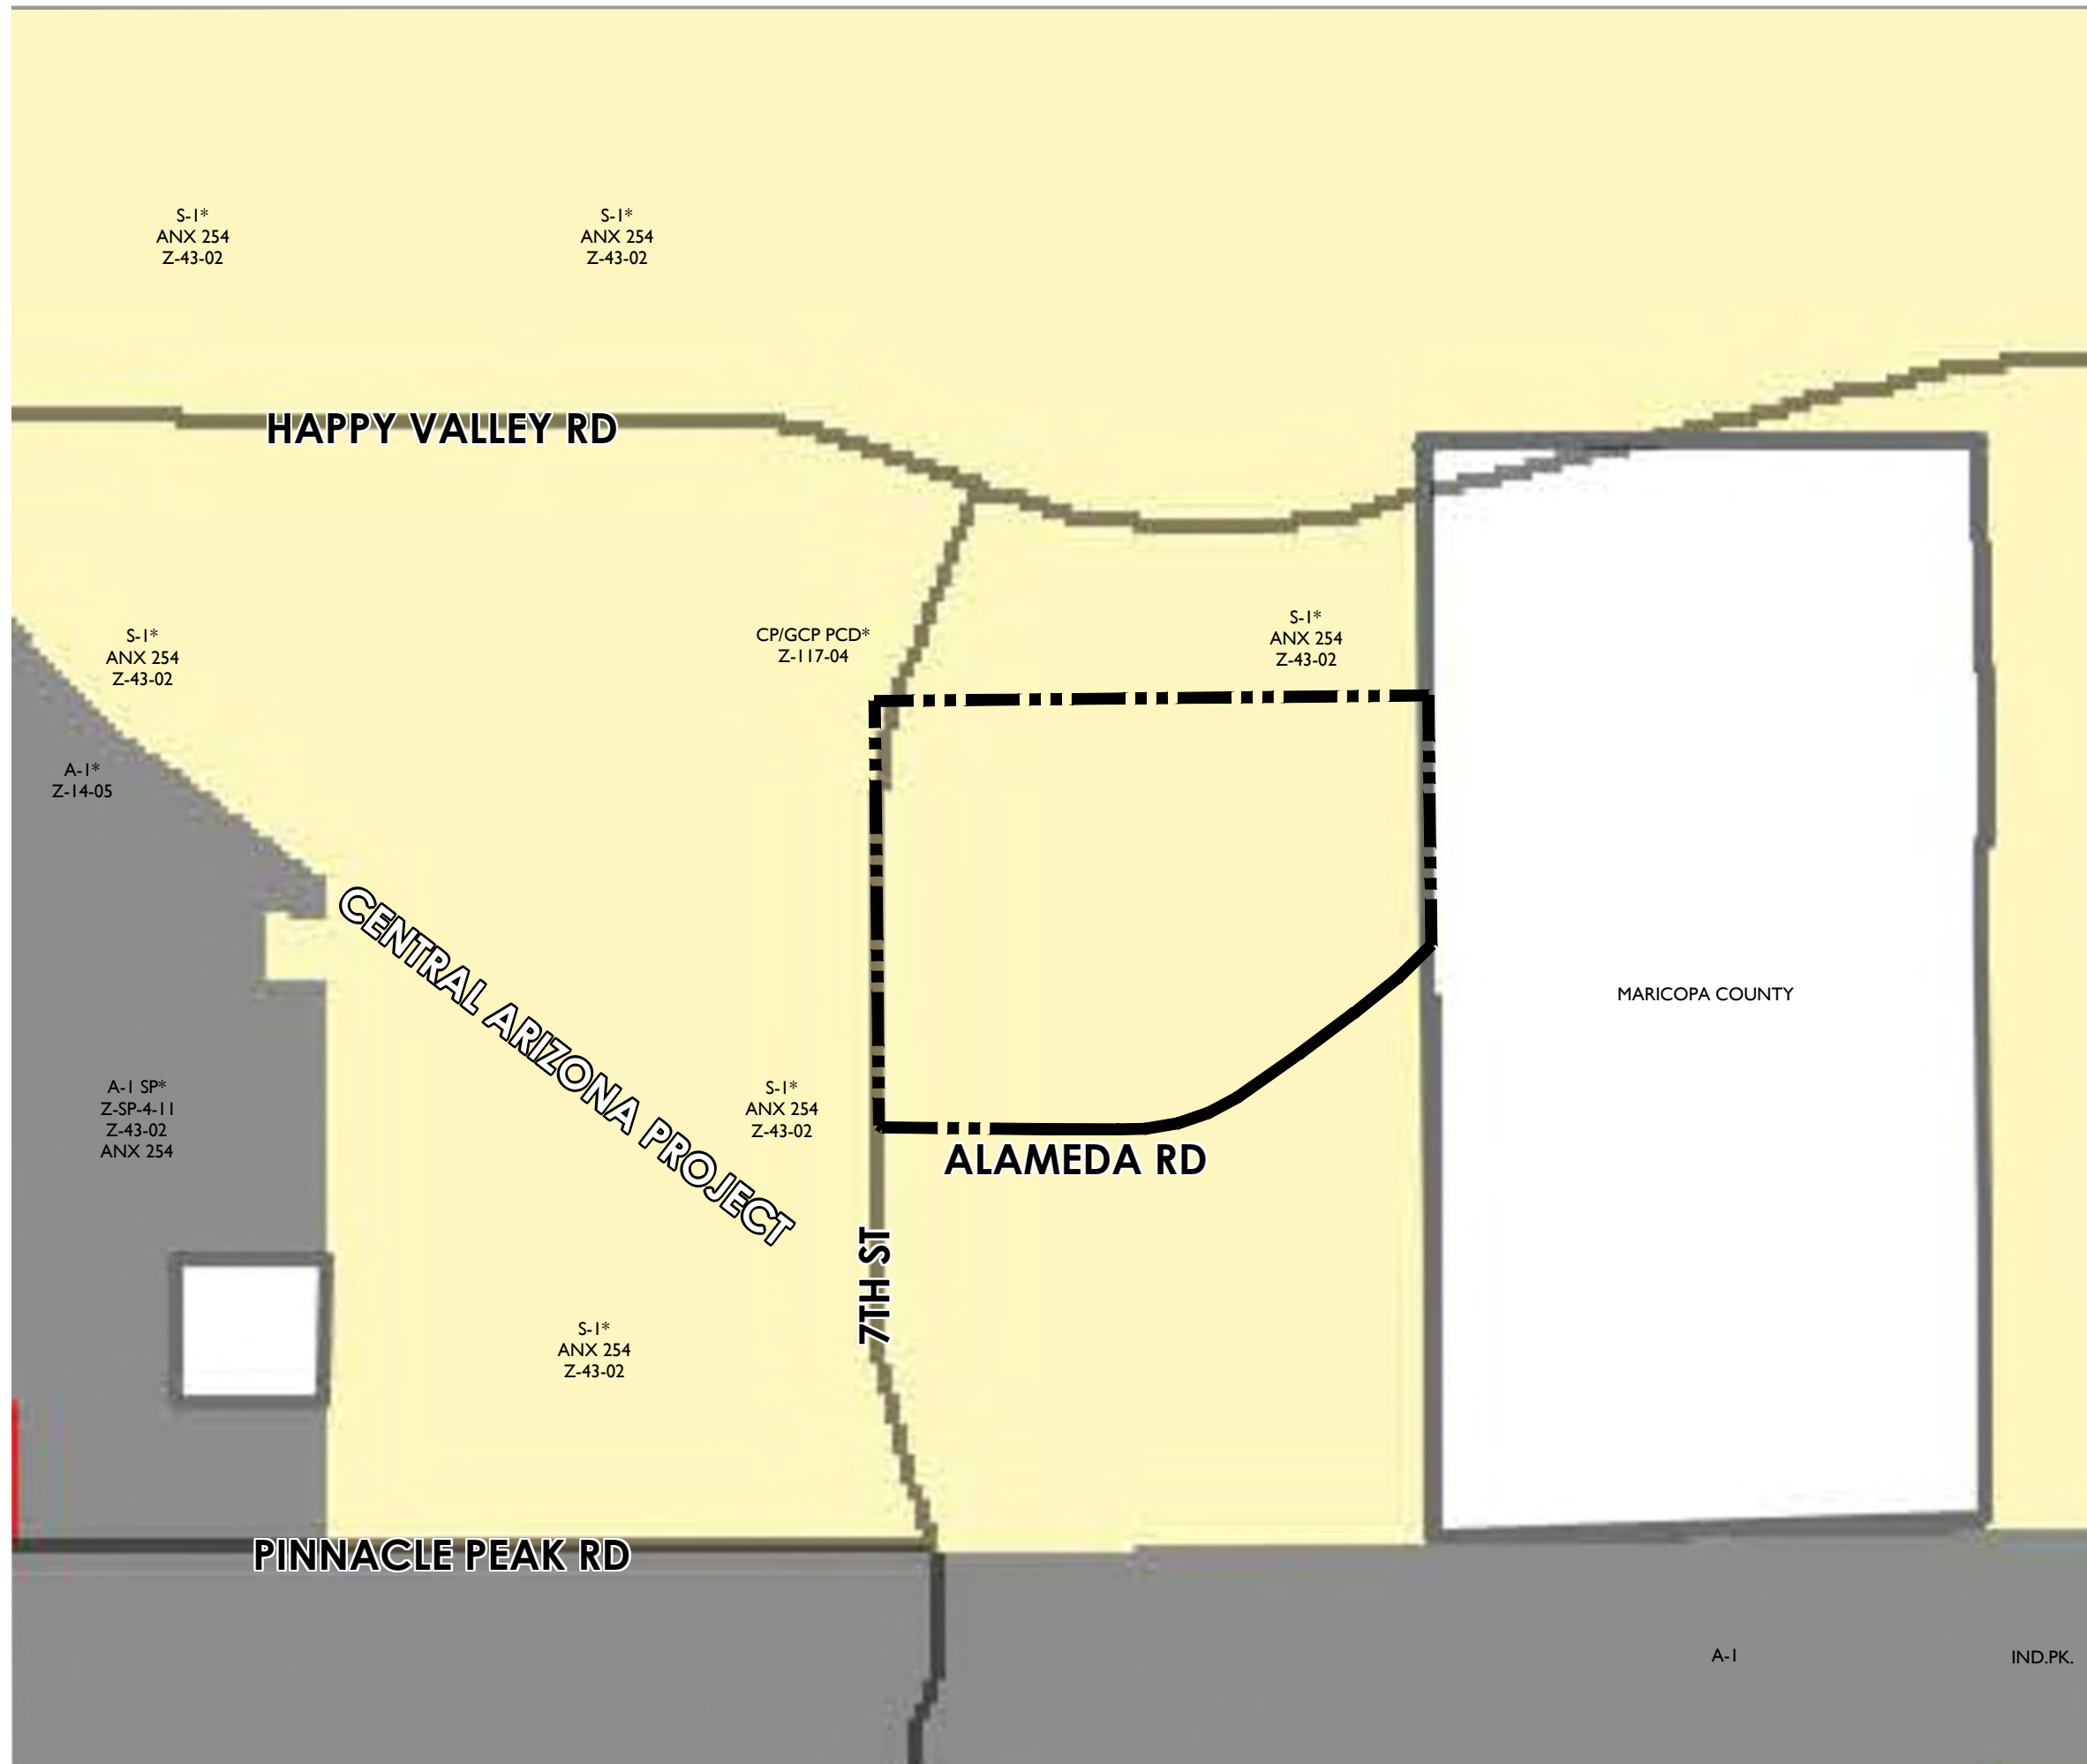 S-1*
ANX 254
Z-43-02
S-1*
ANX 254
Z-43-02
HAPPY VALLEY RD
S-1*
ANX 254
Z-43-02
CP/GCP PCD*
Z-117-04
S-1*
ANX 254
Z-43-02
A-1*
Z-14-05
CENTRAL ARIZONA PROJECT
MARICOPA COUNTY
A-1 SP*
Z-SP-4-11
Z-43-02
ANX 254
S-1*
ANX 254
Z-43-02
ALAMEDA RD
7TH ST
S-1*
ANX 254
Z-43-02
PINNACLE PEAK RD
A-1
IND.PK.